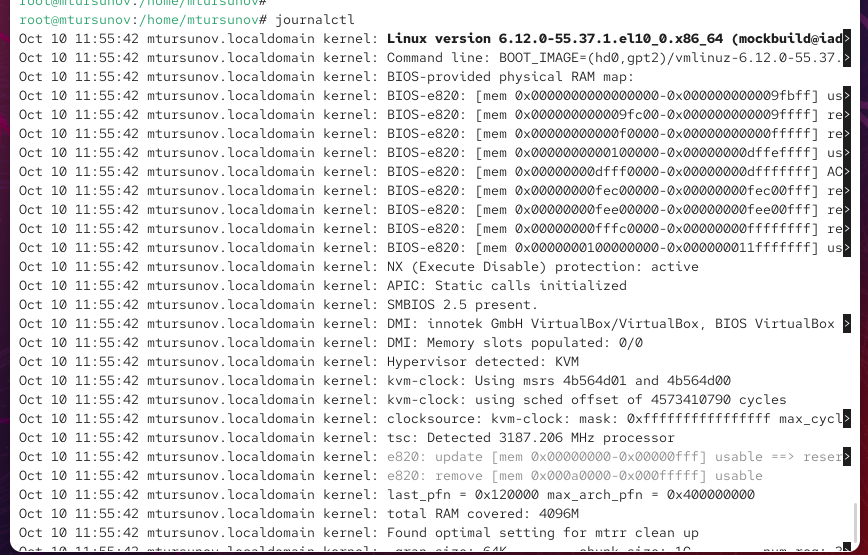 root@mtursunov:/home/mtursunov#
root@mtursunov:/home/mtursunov# journalctl
Oct 10 11:55:42 mtursunov.localdomain kernel: Linux version 6.12.0-55.37.1.el10_0.x86_64 (mockbuild@iad>
Oct 10 11:55:42 mtursunov.localdomain kernel: Command line: BOOT_IMAGE=(hd0,gpt2)/vmlinuz-6.12.0-55.37.>
Oct 10 11:55:42 mtursunov.localdomain kernel: BIOS-provided physical RAM map:
Oct 10 11:55:42 mtursunov.localdomain kernel: BIOS-e820: [mem 0x0000000000000000-0x000000000009fbff] us>
Oct 10 11:55:42 mtursunov.localdomain kernel: BIOS-e820: [mem 0x000000000009fc00-0x000000000009ffff] re>
Oct 10 11:55:42 mtursunov.localdomain kernel: BIOS-e820: [mem 0x00000000000f0000-0x00000000000fffff] re>
Oct 10 11:55:42 mtursunov.localdomain kernel: BIOS-e820: [mem 0x0000000000100000-0x00000000dffeffff] us>
Oct 10 11:55:42 mtursunov.localdomain kernel: BIOS-e820: [mem 0x00000000dfff0000-0x00000000dfffffff] AC>
Oct 10 11:55:42 mtursunov.localdomain kernel: BIOS-e820: [mem 0x00000000fec00000-0x00000000fec00fff] re>
Oct 10 11:55:42 mtursunov.localdomain kernel: BIOS-e820: [mem 0x00000000fee00000-0x00000000fee00fff] re>
Oct 10 11:55:42 mtursunov.localdomain kernel: BIOS-e820: [mem 0x00000000fffc0000-0x00000000ffffffff] re>
Oct 10 11:55:42 mtursunov.localdomain kernel: BIOS-e820: [mem 0x0000000100000000-0x000000011fffffff] us>
Oct 10 11:55:42 mtursunov.localdomain kernel: NX (Execute Disable) protection: active
Oct 10 11:55:42 mtursunov.localdomain kernel: APIC: Static calls initialized
Oct 10 11:55:42 mtursunov.localdomain kernel: SMBIOS 2.5 present.
Oct 10 11:55:42 mtursunov.localdomain kernel: DMI: innotek GmbH VirtualBox/VirtualBox, BIOS VirtualBox >
Oct 10 11:55:42 mtursunov.localdomain kernel: DMI: Memory slots populated: 0/0
Oct 10 11:55:42 mtursunov.localdomain kernel: Hypervisor detected: KVM
Oct 10 11:55:42 mtursunov.localdomain kernel: kvm-clock: Using msrs 4b564d01 and 4b564d00
Oct 10 11:55:42 mtursunov.localdomain kernel: kvm-clock: using sched offset of 4573410790 cycles
Oct 10 11:55:42 mtursunov.localdomain kernel: clocksource: kvm-clock: mask: 0xffffffffffffffff max_cycl>
Oct 10 11:55:42 mtursunov.localdomain kernel: tsc: Detected 3187.206 MHz processor
Oct 10 11:55:42 mtursunov.localdomain kernel: e820: update [mem 0x00000000-0x00000fff] usable ==> reser>
Oct 10 11:55:42 mtursunov.localdomain kernel: e820: remove [mem 0x000a0000-0x000fffff] usable
Oct 10 11:55:42 mtursunov.localdomain kernel: last_pfn = 0x120000 max_arch_pfn = 0x400000000
Oct 10 11:55:42 mtursunov.localdomain kernel: total RAM covered: 4096M
Oct 10 11:55:42 mtursunov.localdomain kernel: Found optimal setting for mtrr clean up
Oct 10 11:55:42 mtursunov.localdomain kernel: gran_size: 64K chunk_size: 1G num_reg: 3>